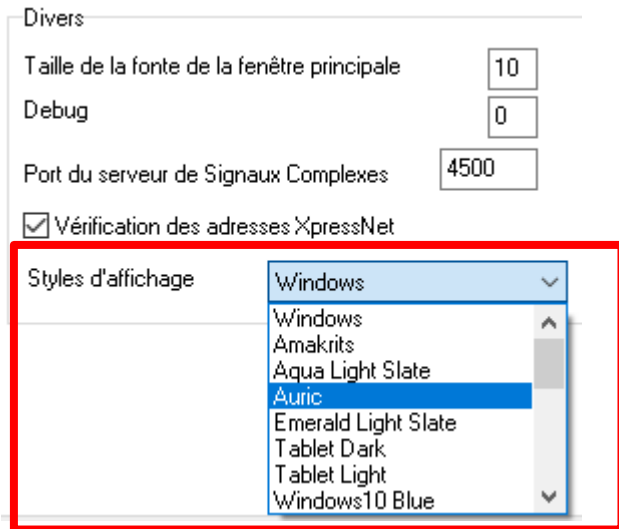 Divers
Taille de la fonte de la fenêtre principale 10
Debug 0
Port du serveur de Signaux Complexes 4500
Vérification des adresses XpressNet
Styles d'affichage Windows
Windows
Amakrits
Aqua Light Slate
Auric
Emerald Light Slate
Tablet Dark
Tablet Light
Windows10 Blue